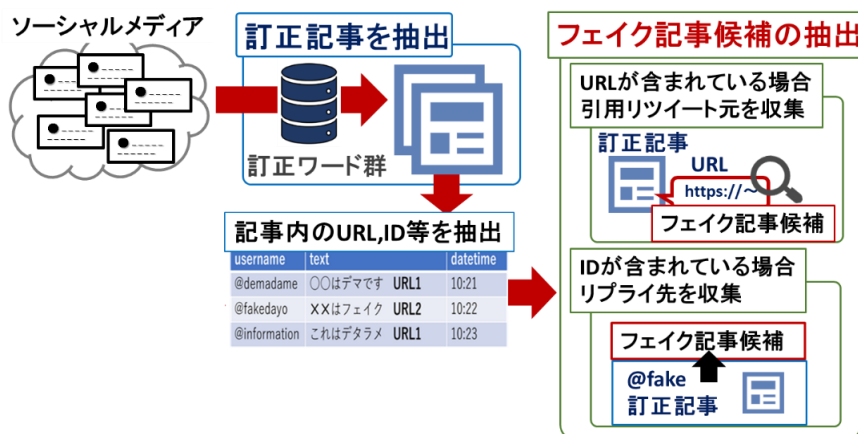 ソーシャルメディア
訂正記事を抽出
訂正ワード群
記事内のURL,ID等を抽出
username text datetime
@demadame 〇〇はデマです URL1 10:21
@fakedayo XXはフェイク URL2 10:22
@information これはデタラメ URL1 10:23
フェイク記事候補の抽出
URLが含まれている場合
引用リツイート元を収集
訂正記事
URL
https://～
フェイク記事候補
IDが含まれている場合
リプライ先を収集
フェイク記事候補
@fake
訂正記事